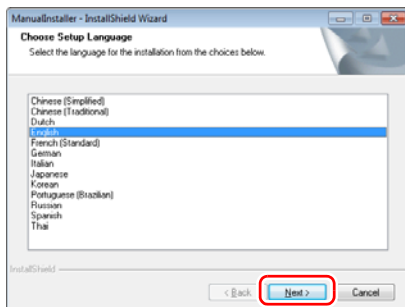 ManualInstaller - InstallShield Wizard
Choose Setup Language
Select the language for the installation from the choices below.
Chinese (Simplified)
Chinese (Traditional)
Dutch
English
French (Standard)
German
Italian
Japanese
Korean
Portuguese (Brazilian)
Russian
Spanish
Thai
InstallShield
< Back Next > Cancel